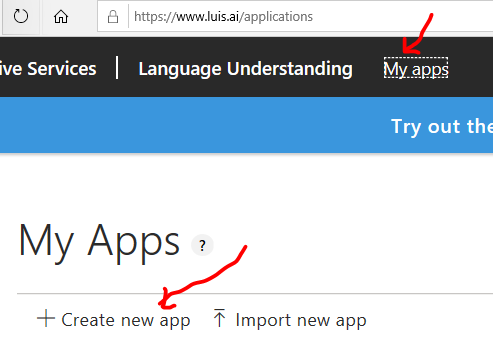 https://www.luis.ai/applications
ive Services | Language Understanding My apps
Try out the
My Apps ?
+ Create new app Import new app